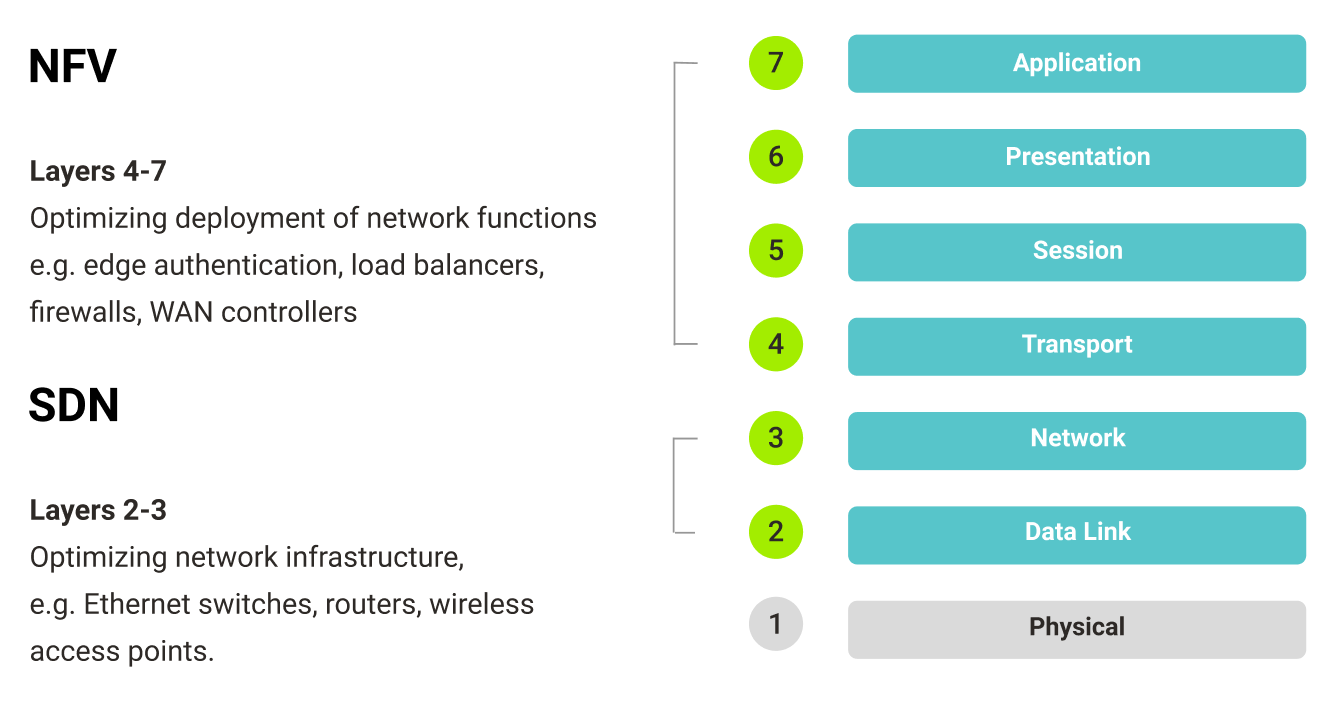 NFV
Layers 4-7
Optimizing deployment of network functions
e.g. edge authentication, load balancers,
firewalls, WAN controllers
SDN
Layers 2-3
Optimizing network infrastructure,
e.g. Ethernet switches, routers, wireless
access points.
7 Application
6 Presentation
5 Session
4 Transport
3 Network
2 Data Link
1 Physical